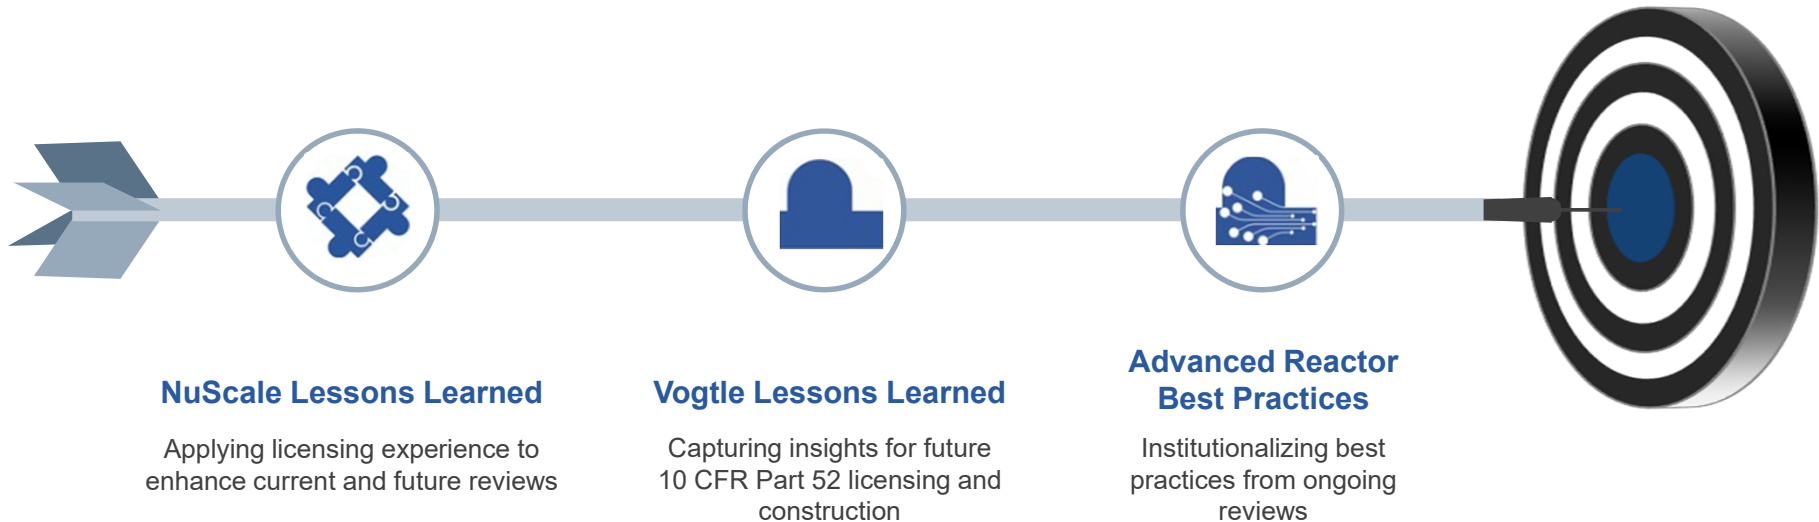 NuScale Lessons Learned
Applying licensing experience to
enhance current and future reviews
Vogtle Lessons Learned
Capturing insights for future
10 CFR Part 52 licensing and
construction
Advanced Reactor
Best Practices
Institutionalizing best
practices from ongoing
reviews